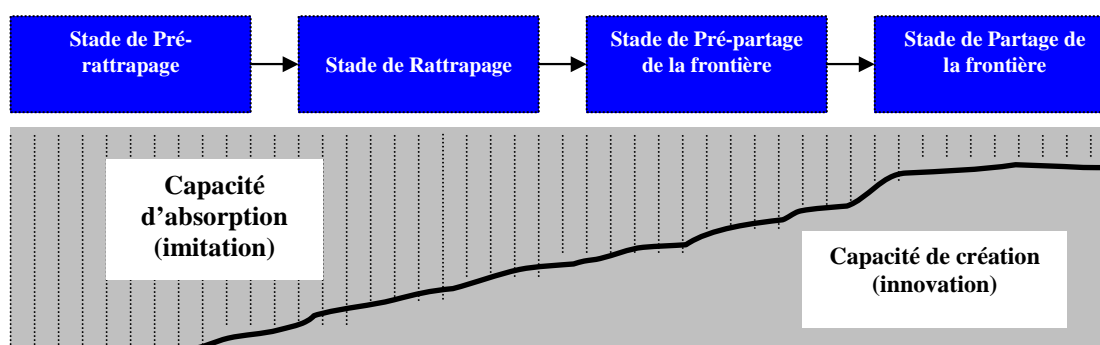 Stade de Pré-
rattrapage
Stade de Rattrapage
Stade de Pré-partage
de la frontière
Stade de Partage de
la frontière
Capacité
d’absorption
(imitation)
Capacité de création
(innovation)